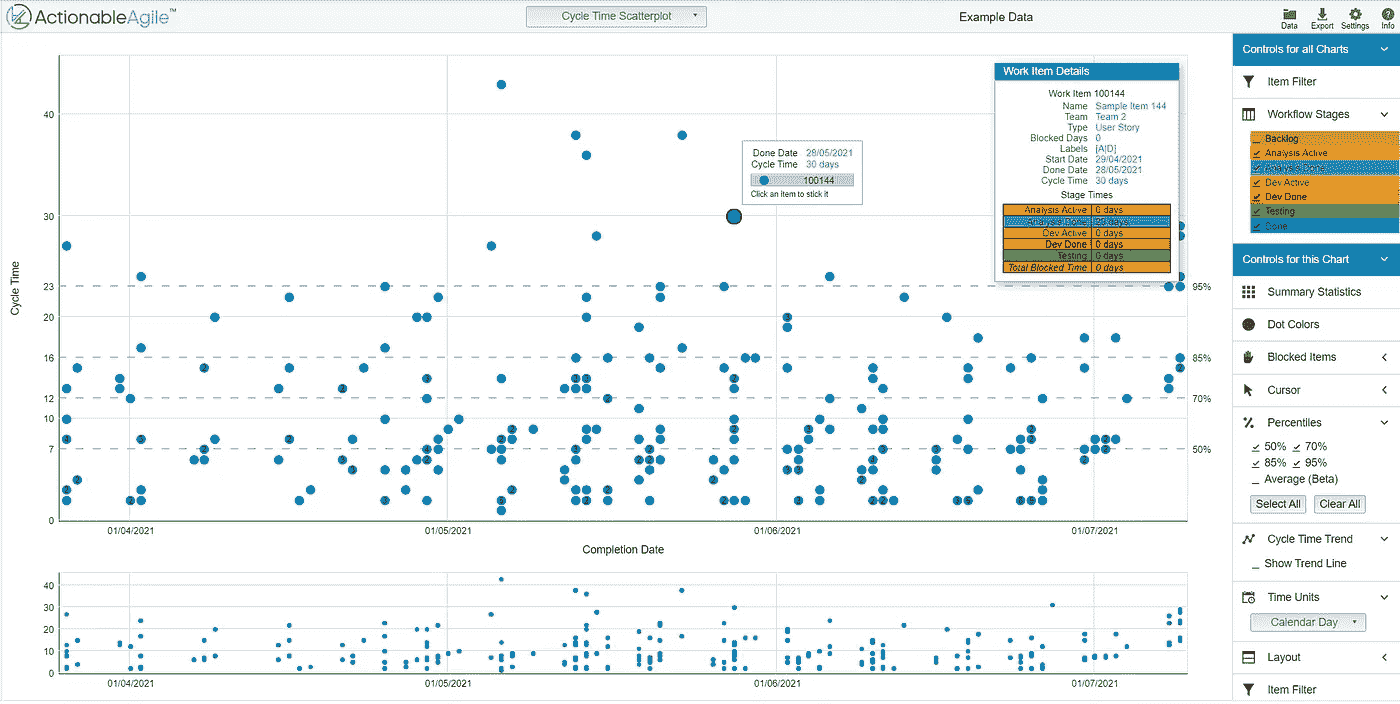 ActionableAgile™
Cycle Time Scatterplot
Example Data
Data
Export
Settings
Info
Cycle Time
40
30
23
20
16
12
10
7
0
95%
85%
70%
50%
01/04/2021
01/05/2021
01/06/2021
01/07/2021
Completion Date
Done Date 28/05/2021
Cycle Time 30 days
100144
Click an item to stick it
Work Item Details
Work Item 100144
Name Sample Item 144
Team Team 2
Type User Story
Blocked Days 0
Labels [A|D]
Start Date 29/04/2021
Done Date 28/05/2021
Cycle Time 30 days
Stage Times
Analysis Active 0 days
Dev Active 0 days
Dev Done 0 days
Testing 0 days
Total Blocked Time 0 days
40
30
20
10
0
01/04/2021
01/05/2021
01/06/2021
01/07/2021
Controls for all Charts
Item Filter
Workflow Stages
Backlog
Analysis Active
Analysis Done
Dev Active
Dev Done
Testing
Done
Controls for this Chart
Summary Statistics
Dot Colors
Blocked Items
Cursor
Percentiles
50% 70%
85% 95%
Average (Beta)
Select All Clear All
Cycle Time Trend
Show Trend Line
Time Units
Calendar Day
Layout
Item Filter